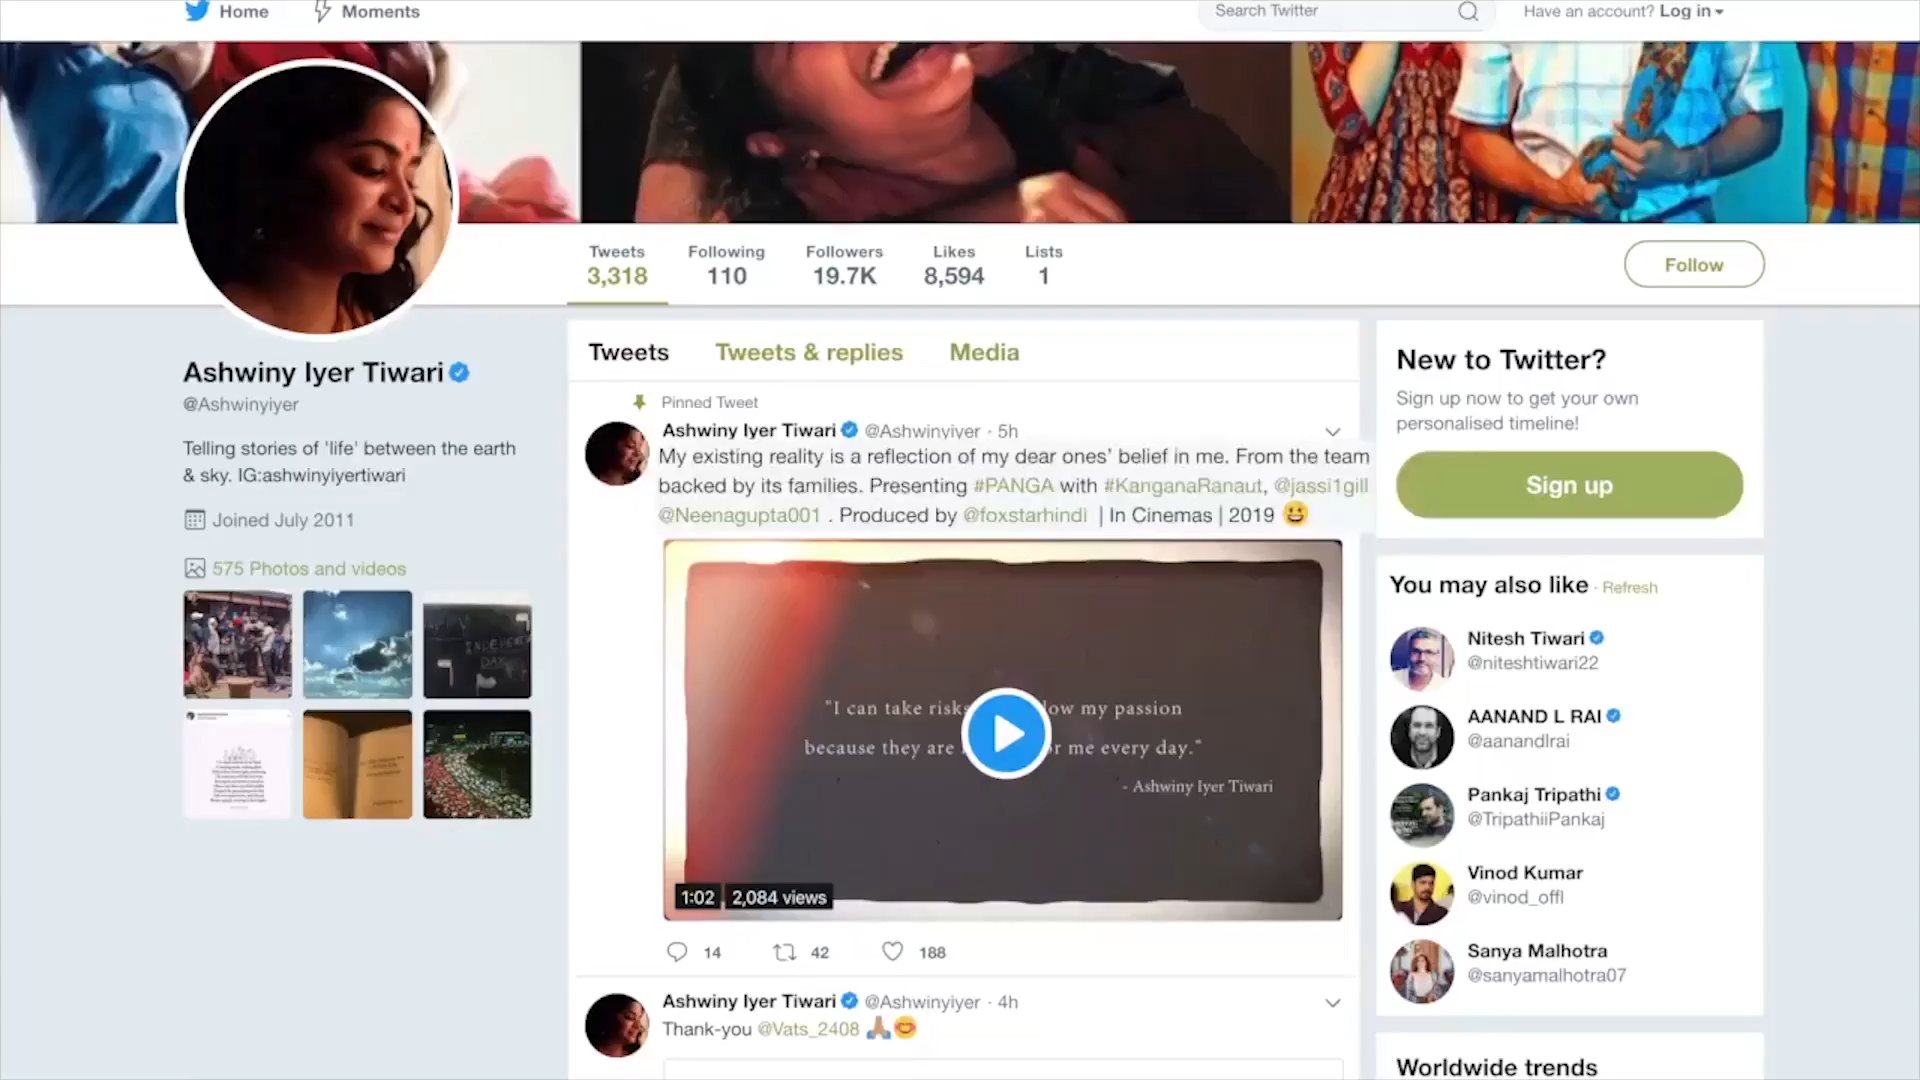 Home
Moments
Search Twitter
Have an account? Log in
Tweets
3,318
Following
110
Followers
19.7K
Likes
8,594
Lists
1
Follow
Ashwiny Iyer Tiwari
@Ashwinyiyer
Telling stories of 'life' between the earth
& sky. IG:ashwinyiyertiwari
Joined July 2011
575 Photos and videos
INDEPEN
DAY
Tweets
Tweets & replies
Media
Pinned Tweet
Ashwiny Iyer Tiwari @Ashwinyiyer · 5h
My existing reality is a reflection of my dear ones' belief in me. From the team
backed by its families. Presenting #PANGA with #KanganaRanaut, @jassi1gill
@Neenagupta001 . Produced by @foxstarhindi | In Cinemas | 2019 😀
"I can take risks low my passion
because they are r me every day."
- Ashwiny Iyer Tiwari
1:02
2,084 views
14
42
188
Ashwiny Iyer Tiwari @Ashwinyiyer · 4h
Thank-you @Vats_2408 🙏😊
New to Twitter?
Sign up now to get your own
personalised timeline!
Sign up
You may also like · Refresh
Nitesh Tiwari
@niteshtiwari22
AANAND L RAI
@aanandlrai
Pankaj Tripathi
@TripathiiPankaj
Vinod Kumar
@vinod_offl
Sanya Malhotra
@sanyamalhotra07
Worldwide trends